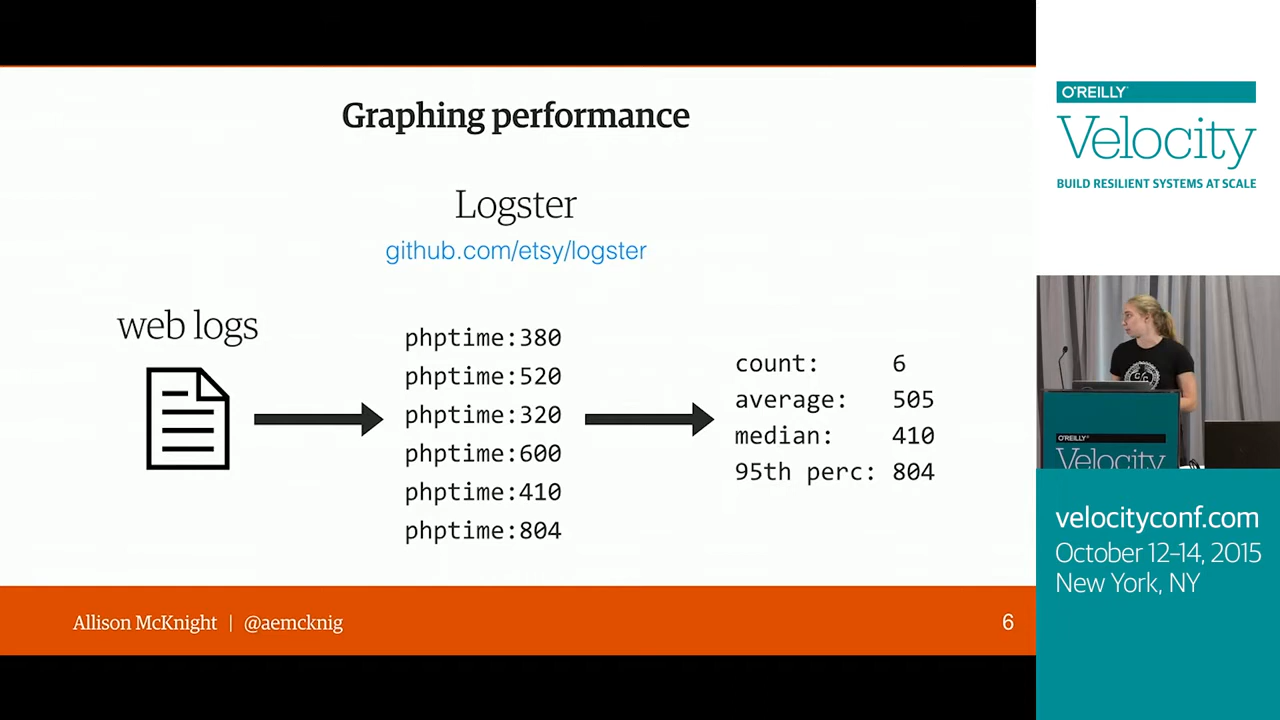 Graphing performance
Logster
github.com/etsy/logster
web logs
phptime:380
phptime:520
phptime:320
phptime:600
phptime:410
phptime:804
count: 6
average: 505
median: 410
95th perc: 804
Allison McKnight | @aemcknig
6
O'REILLY
Velocity
BUILD RESILIENT SYSTEMS AT SCALE
O'REILLY
Velocity
velocityconf.com
October 12–14, 2015
New York, NY